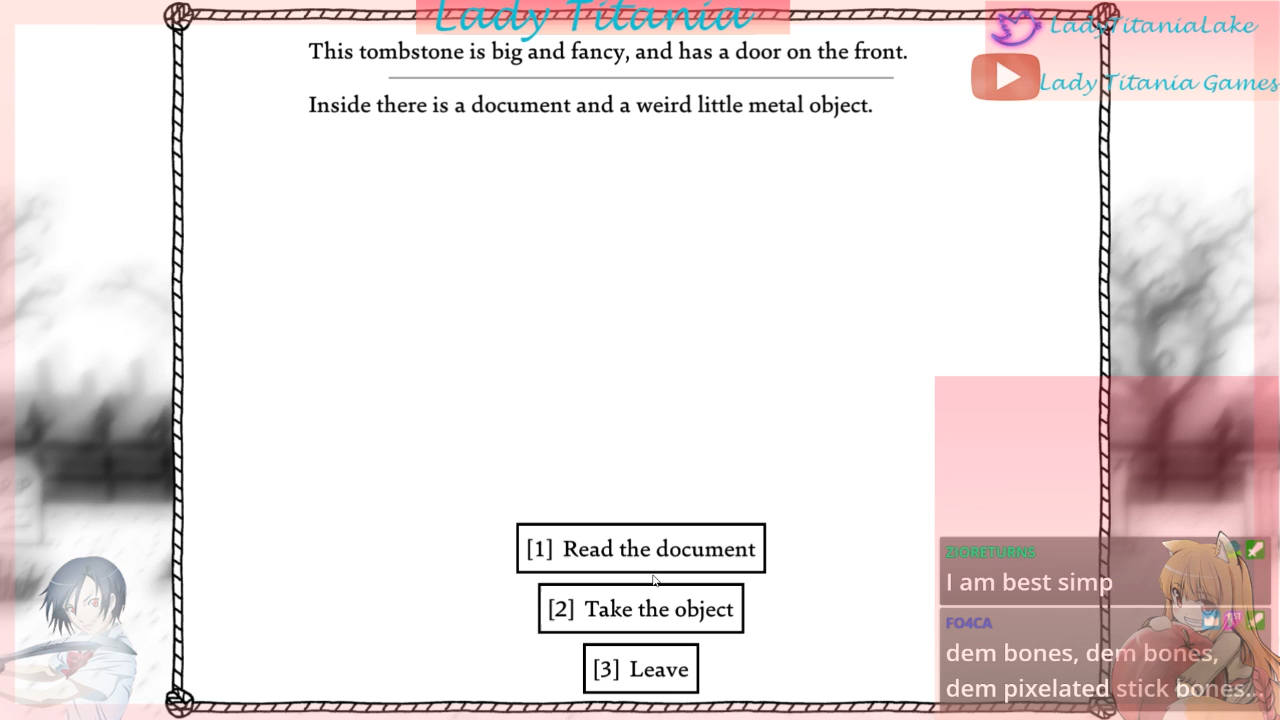 Lady Titania
LadyTitaniaLake
This tombstone is big and fancy, and has a door on the front.
Lady Titania Games
Inside there is a document and a weird little metal object.
[1] Read the document
[2] Take the object
[3] Leave
ZIORETURNS
I am best simp
FO4CA
dem bones, dem bones,
dem pixelated stick bones...